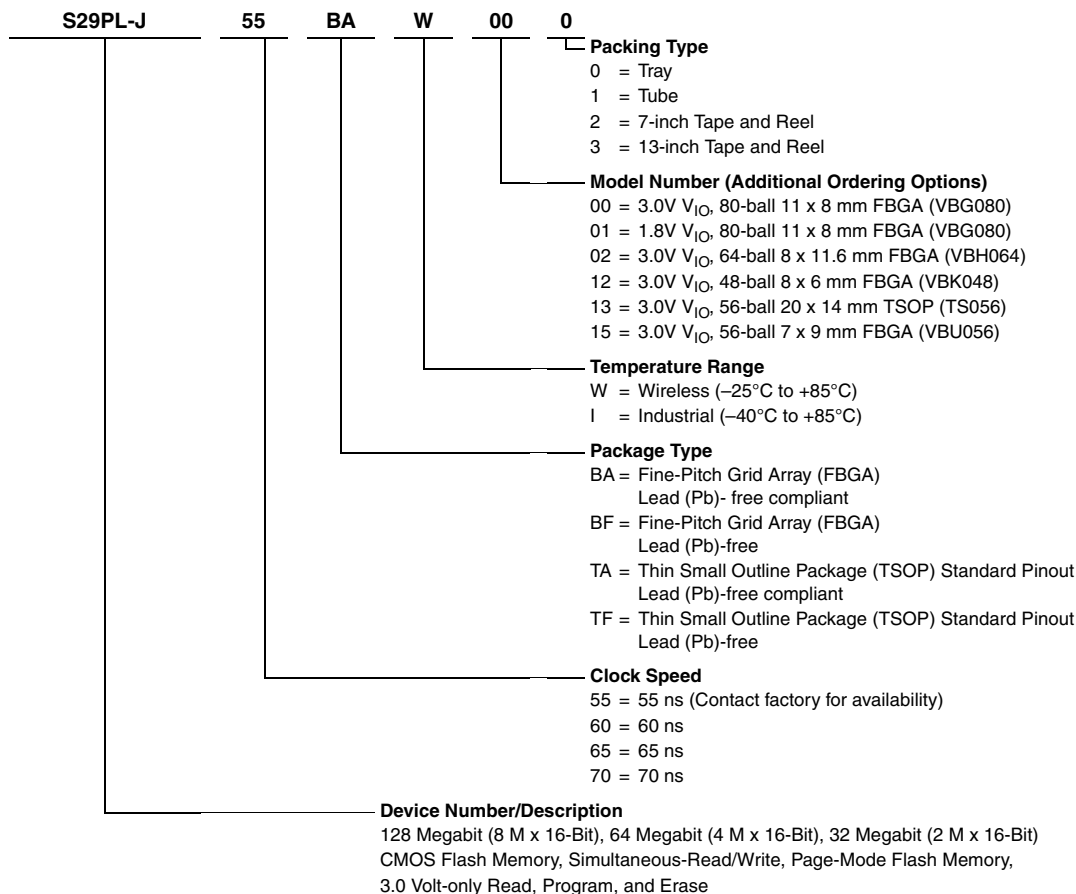 S29PL-J 55 BA W 00 0
Packing Type
0 = Tray
1 = Tube
2 = 7-inch Tape and Reel
3 = 13-inch Tape and Reel
Model Number (Additional Ordering Options)
00 = 3.0V VIO, 80-ball 11 x 8 mm FBGA (VBG080)
01 = 1.8V VIO, 80-ball 11 x 8 mm FBGA (VBG080)
02 = 3.0V VIO, 64-ball 8 x 11.6 mm FBGA (VBH064)
12 = 3.0V VIO, 48-ball 8 x 6 mm FBGA (VBK048)
13 = 3.0V VIO, 56-ball 20 x 14 mm TSOP (TS056)
15 = 3.0V VIO, 56-ball 7 x 9 mm FBGA (VBU056)
Temperature Range
W = Wireless (–25°C to +85°C)
I = Industrial (–40°C to +85°C)
Package Type
BA = Fine-Pitch Grid Array (FBGA)
Lead (Pb)- free compliant
BF = Fine-Pitch Grid Array (FBGA)
Lead (Pb)-free
TA = Thin Small Outline Package (TSOP) Standard Pinout
Lead (Pb)-free compliant
TF = Thin Small Outline Package (TSOP) Standard Pinout
Lead (Pb)-free
Clock Speed
55 = 55 ns (Contact factory for availability)
60 = 60 ns
65 = 65 ns
70 = 70 ns
Device Number/Description
128 Megabit (8 M x 16-Bit), 64 Megabit (4 M x 16-Bit), 32 Megabit (2 M x 16-Bit)
CMOS Flash Memory, Simultaneous-Read/Write, Page-Mode Flash Memory,
3.0 Volt-only Read, Program, and Erase